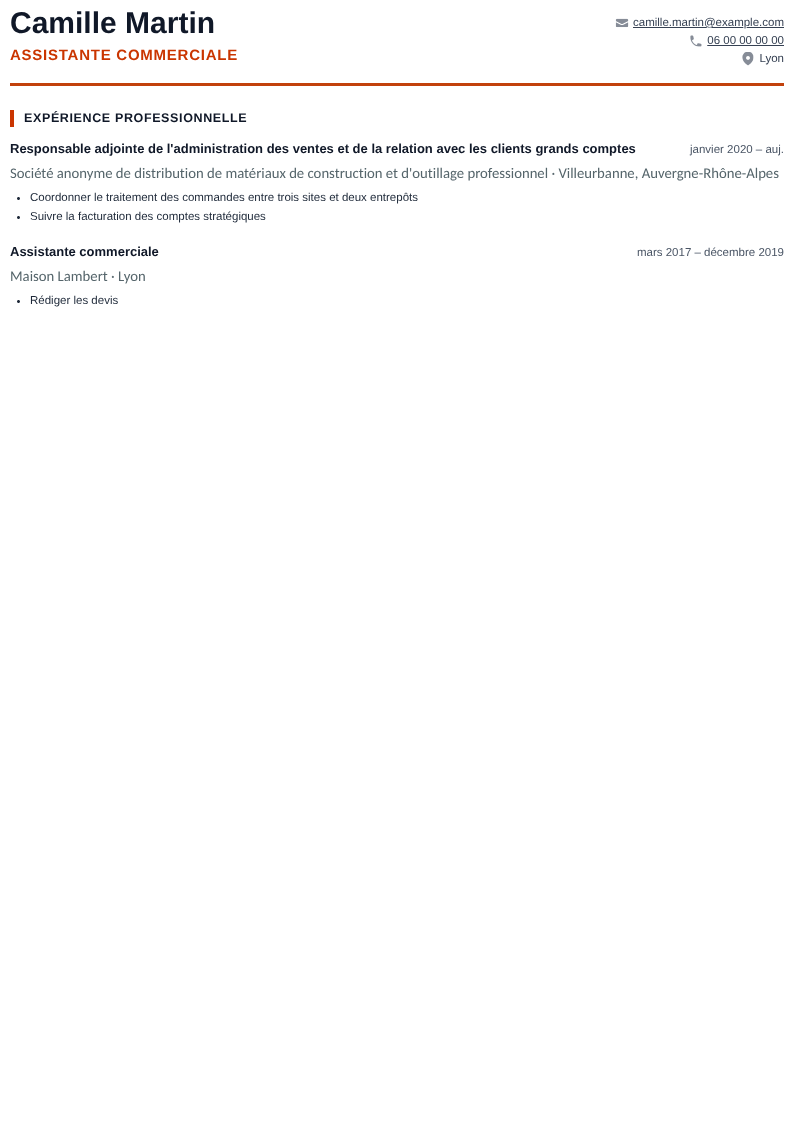 Camille Martin
ASSISTANTE COMMERCIALE
camille.martin@example.com
06 00 00 00 00
Lyon
EXPÉRIENCE PROFESSIONNELLE
Responsable adjointe de l'administration des ventes et de la relation avec les clients grands comptes janvier 2020 – auj.
Société anonyme de distribution de matériaux de construction et d'outillage professionnel · Villeurbanne, Auvergne-Rhône-Alpes
• Coordonner le traitement des commandes entre trois sites et deux entrepôts
• Suivre la facturation des comptes stratégiques
Assistante commerciale mars 2017 – décembre 2019
Maison Lambert · Lyon
• Rédiger les devis